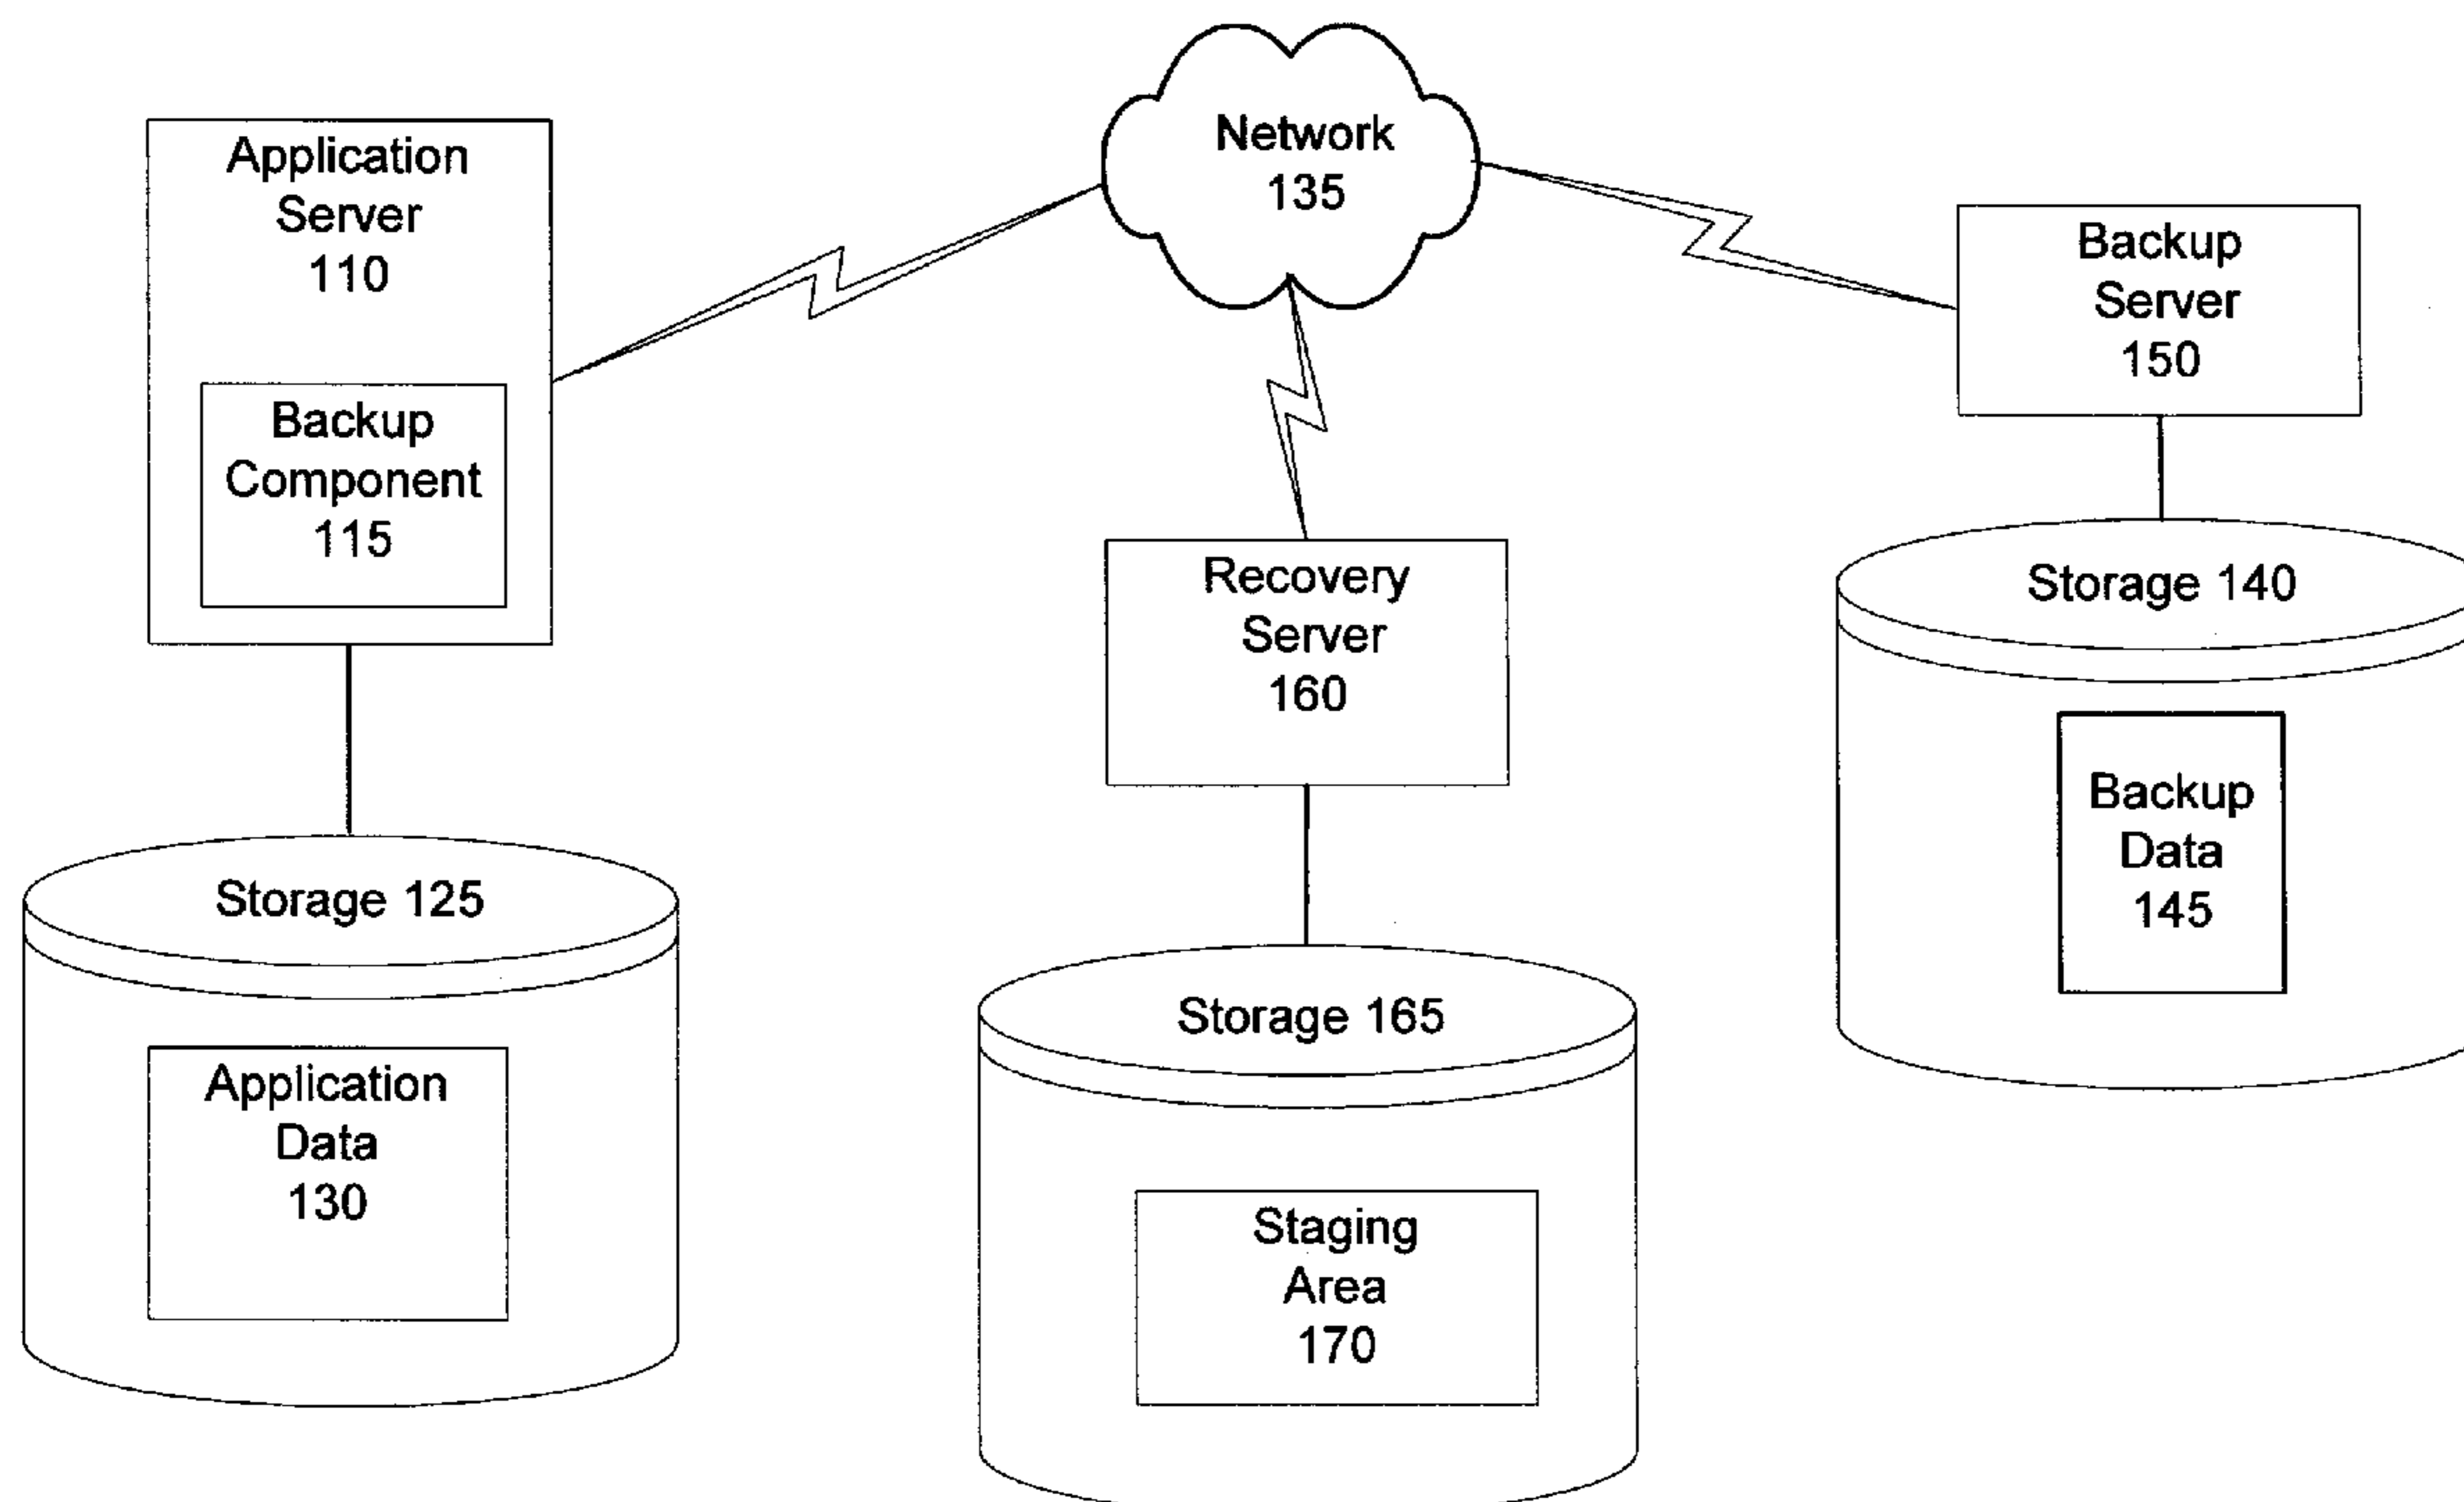 Network
135
Application
Server
110
Backup
Component
115
Backup
Server
150
Recovery
Server
160
Storage 140
Backup
Data
145
Storage 125
Application
Data
130
Storage 165
Staging
Area
170